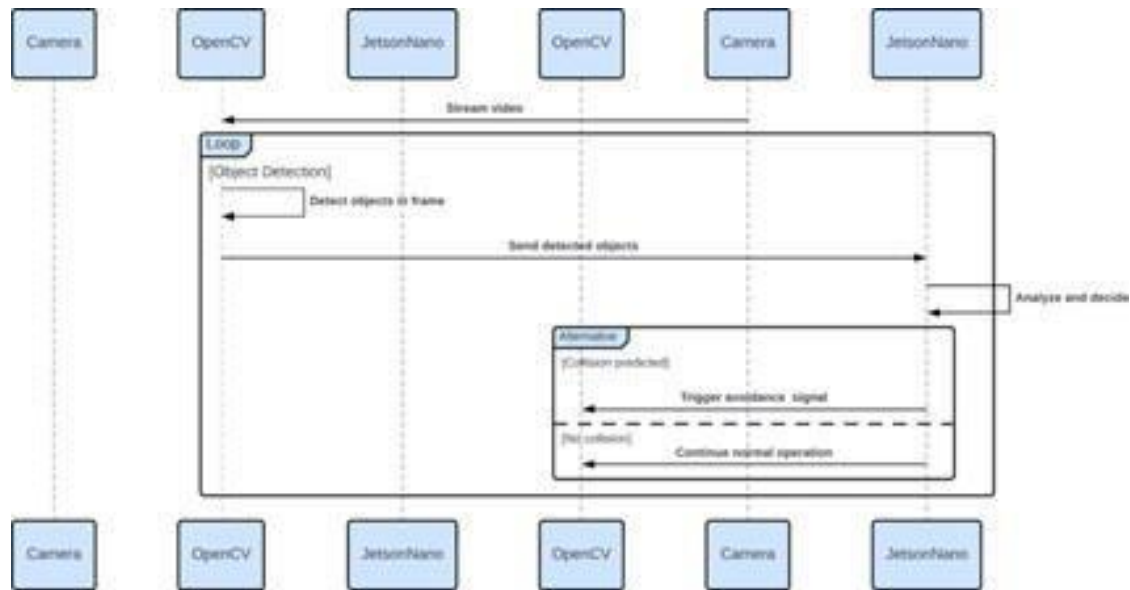 Camera
OpenCV
JetsonNano
OpenCV
Camera
JetsonNano
Stream video
Loop
[Object Detection]
Detect objects in frame
Send detected objects
Analyze and decide
Alternative
[Collision predicted]
Trigger avoidance signal
[No collision]
Continue normal operation
Camera
OpenCV
JetsonNano
OpenCV
Camera
JetsonNano